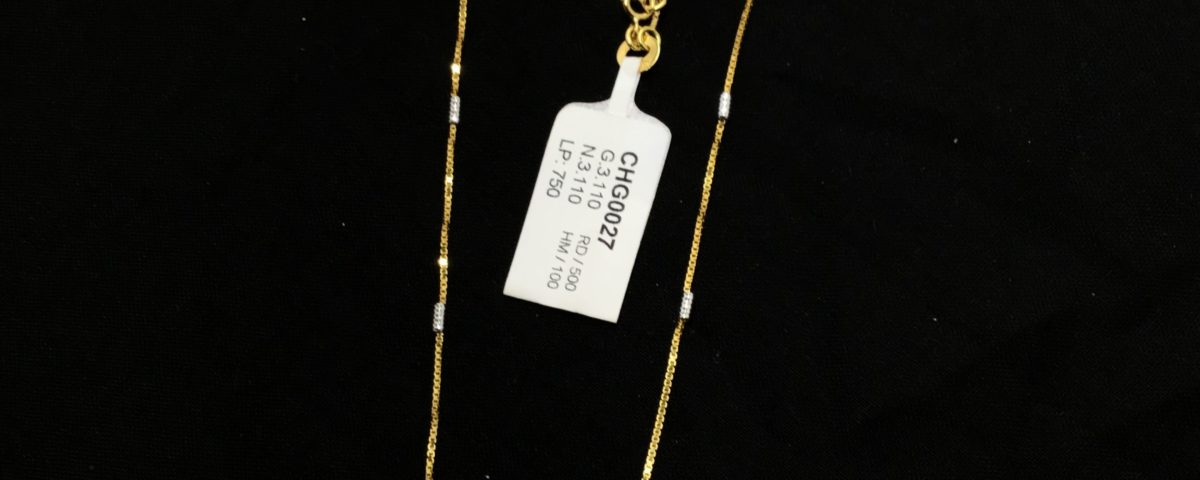 CHG0027
G.3.110
N.3.110 RD / 500
LP: 750 HM / 100